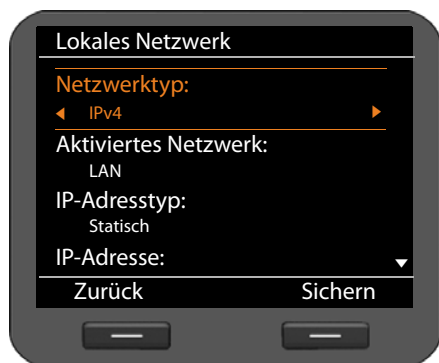 Lokales Netzwerk
Netzwerktyp:
IPv4
Aktiviertes Netzwerk:
LAN
IP-Adresstyp:
Statisch
IP-Adresse:
Zurück Sichern